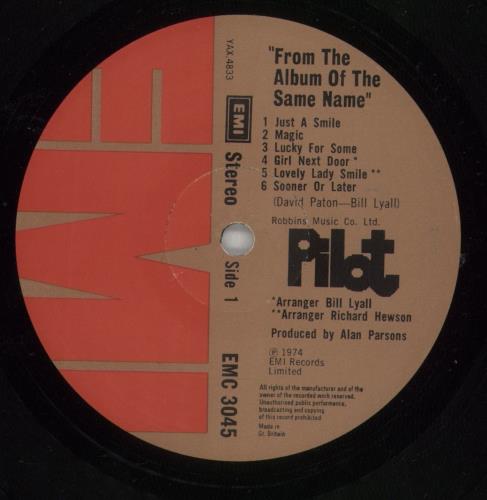 "From The
Album Of The
Same Name"
1 Just A Smile
2 Magic
3 Lucky For Some
4 Girl Next Door *
5 Lovely Lady Smile **
6 Sooner Or Later
(David Paton—Bill Lyall)
Robbins Music Co. Ltd.
Pilot
*Arranger Bill Lyall
**Arranger Richard Hewson
Produced by Alan Parsons
℗ 1974
EMI Records
Limited
All rights of the manufacturer and of the
owner of the recorded work reserved.
Unauthorised public performance,
broadcasting and copying
of this record prohibited
Made in
Gt. Britain
YAX.4833
EMI
Stereo
Side 1
EMC 3045
EMI